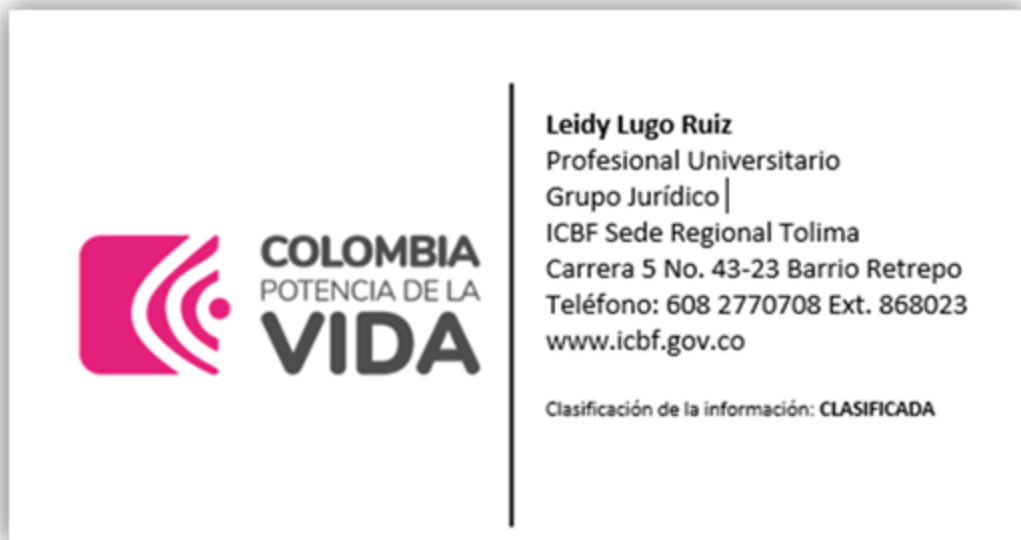 COLOMBIA
POTENCIA DE LA
VIDA
Leidy Lugo Ruiz
Profesional Universitario
Grupo Jurídico
ICBF Sede Regional Tolima
Carrera 5 No. 43-23 Barrio Retrepo
Teléfono: 608 2770708 Ext. 868023
www.icbf.gov.co
Clasificación de la información: CLASIFICADA